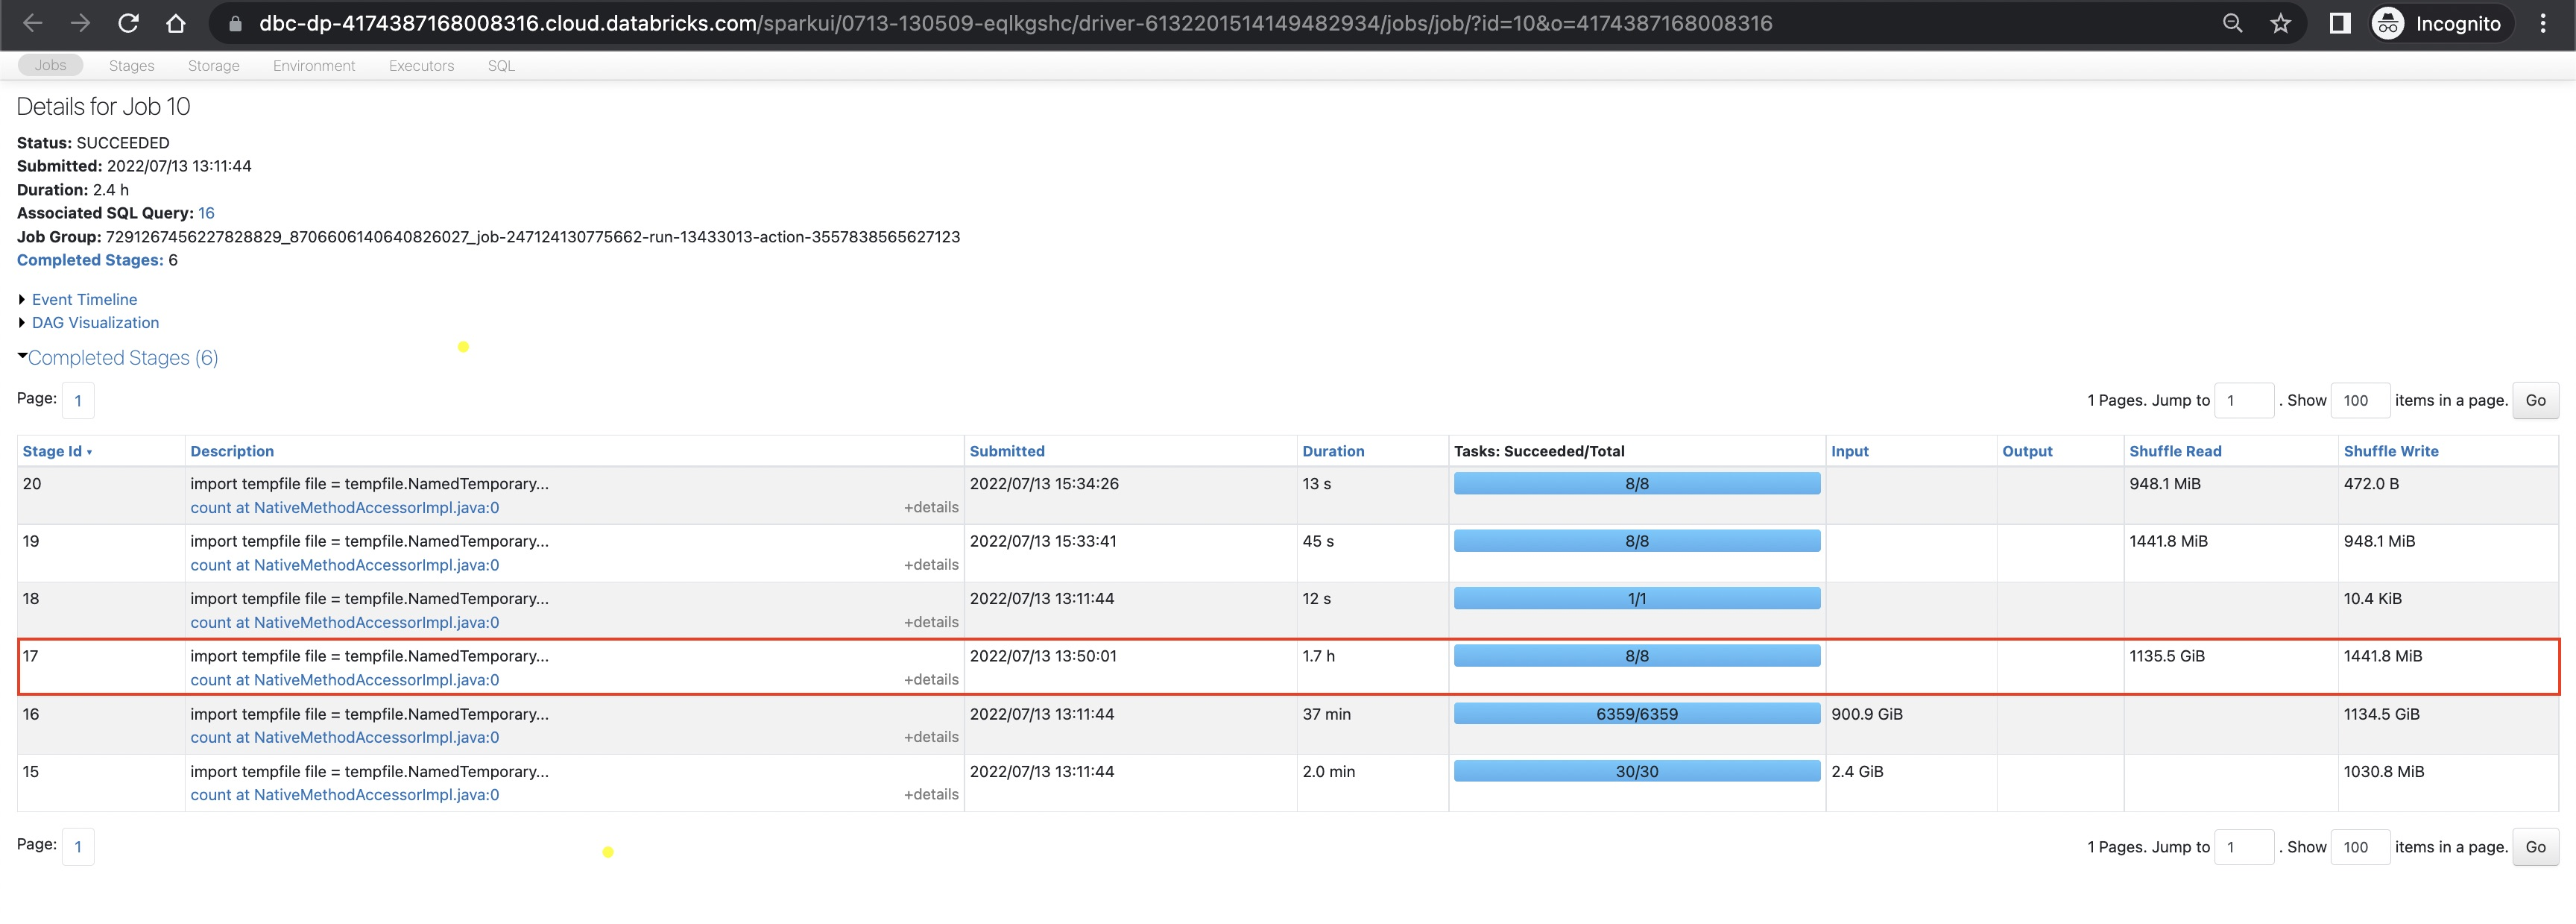 dbc-dp-4174387168008316.cloud.databricks.com/sparkui/0713-130509-eqlkgshc/driver-6132201514149482934/jobs/job/?id=10&o=4174387168008316 Incognito
Jobs Stages Storage Environment Executors SQL
Details for Job 10
Status: SUCCEEDED
Submitted: 2022/07/13 13:11:44
Duration: 2.4 h
Associated SQL Query: 16
Job Group: 7291267456227828829_8706606140640826027_job-247124130775662-run-13433013-action-3557838565627123
Completed Stages: 6
Event Timeline
DAG Visualization
Completed Stages (6)
Page: 1 1 Pages. Jump to 1 . Show 100 items in a page. Go
Stage Id Description Submitted Duration Tasks: Succeeded/Total Input Output Shuffle Read Shuffle Write
20 import tempfile file = tempfile.NamedTemporary... 2022/07/13 15:34:26 13 s 8/8 948.1 MiB 472.0 B
count at NativeMethodAccessorImpl.java:0 +details
19 import tempfile file = tempfile.NamedTemporary... 2022/07/13 15:33:41 45 s 8/8 1441.8 MiB 948.1 MiB
count at NativeMethodAccessorImpl.java:0 +details
18 import tempfile file = tempfile.NamedTemporary... 2022/07/13 13:11:44 12 s 1/1 10.4 KiB
count at NativeMethodAccessorImpl.java:0 +details
17 import tempfile file = tempfile.NamedTemporary... 2022/07/13 13:50:01 1.7 h 8/8 1135.5 GiB 1441.8 MiB
count at NativeMethodAccessorImpl.java:0 +details
16 import tempfile file = tempfile.NamedTemporary... 2022/07/13 13:11:44 37 min 6359/6359 900.9 GiB 1134.5 GiB
count at NativeMethodAccessorImpl.java:0 +details
15 import tempfile file = tempfile.NamedTemporary... 2022/07/13 13:11:44 2.0 min 30/30 2.4 GiB 1030.8 MiB
count at NativeMethodAccessorImpl.java:0 +details
Page: 1 1 Pages. Jump to 1 . Show 100 items in a page. Go